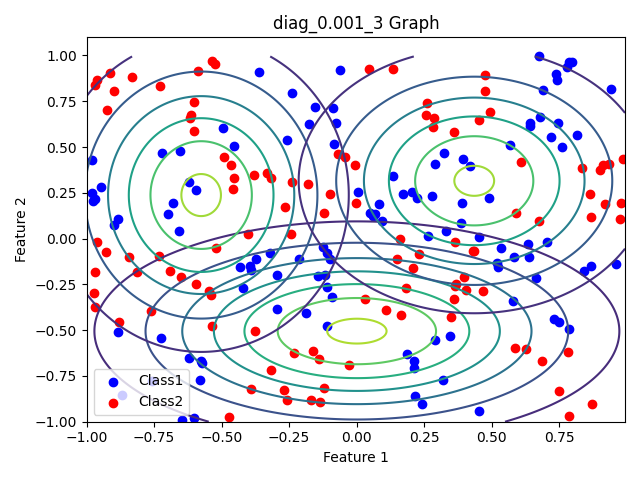 diag_0.001_3 Graph
1.00
0.75
0.50
0.25
0.00
−0.25
−0.50
−0.75
−1.00
Feature 2
Class1
Class2
−1.00 −0.75 −0.50 −0.25 0.00 0.25 0.50 0.75
Feature 1